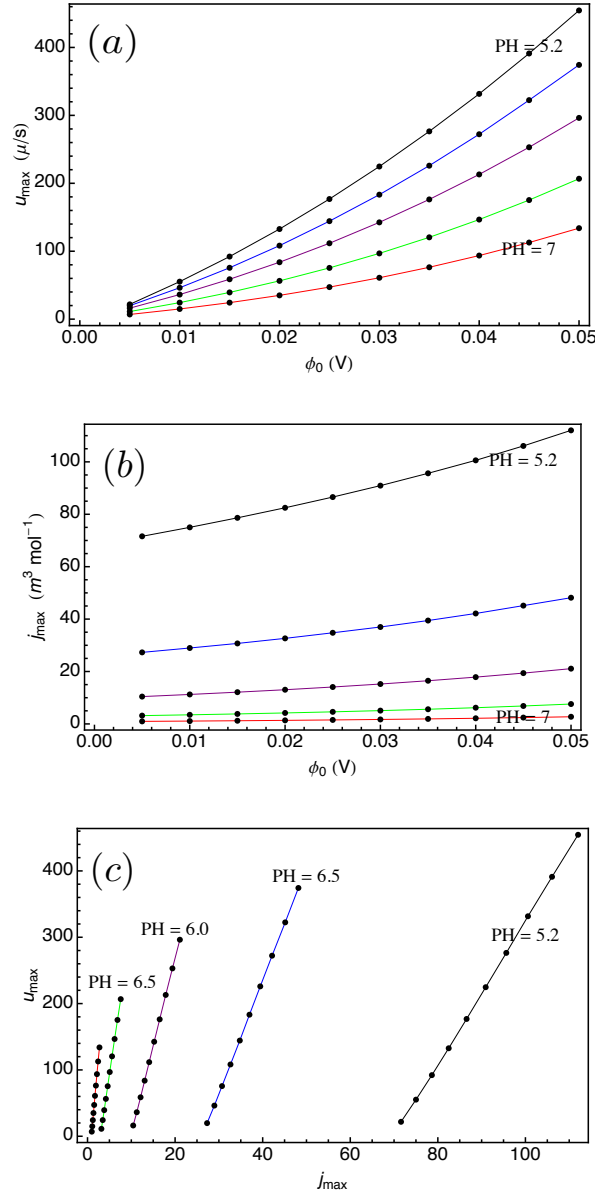 (a)
PH = 5.2
PH = 7
u_max (μ/s)
400
300
200
100
0
0.00 0.01 0.02 0.03 0.04 0.05
ϕ₀ (V)
(b)
PH = 5.2
PH = 7
j_max (m³ mol⁻¹)
100
80
60
40
20
0
0.00 0.01 0.02 0.03 0.04 0.05
ϕ₀ (V)
(c)
PH = 6.5
PH = 6.0
PH = 5.2
PH = 6.5
u_max
400
300
200
100
0
0 20 40 60 80 100
j_max